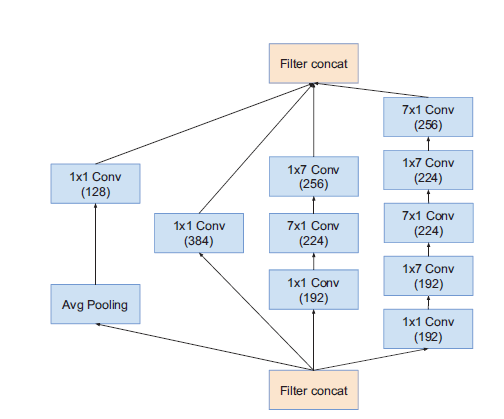 Filter concat
7x1 Conv
(256)
1x7 Conv
(224)
7x1 Conv
(224)
1x7 Conv
(192)
1x1 Conv
(192)
1x7 Conv
(256)
7x1 Conv
(224)
1x1 Conv
(192)
1x1 Conv
(384)
1x1 Conv
(128)
Avg Pooling
Filter concat